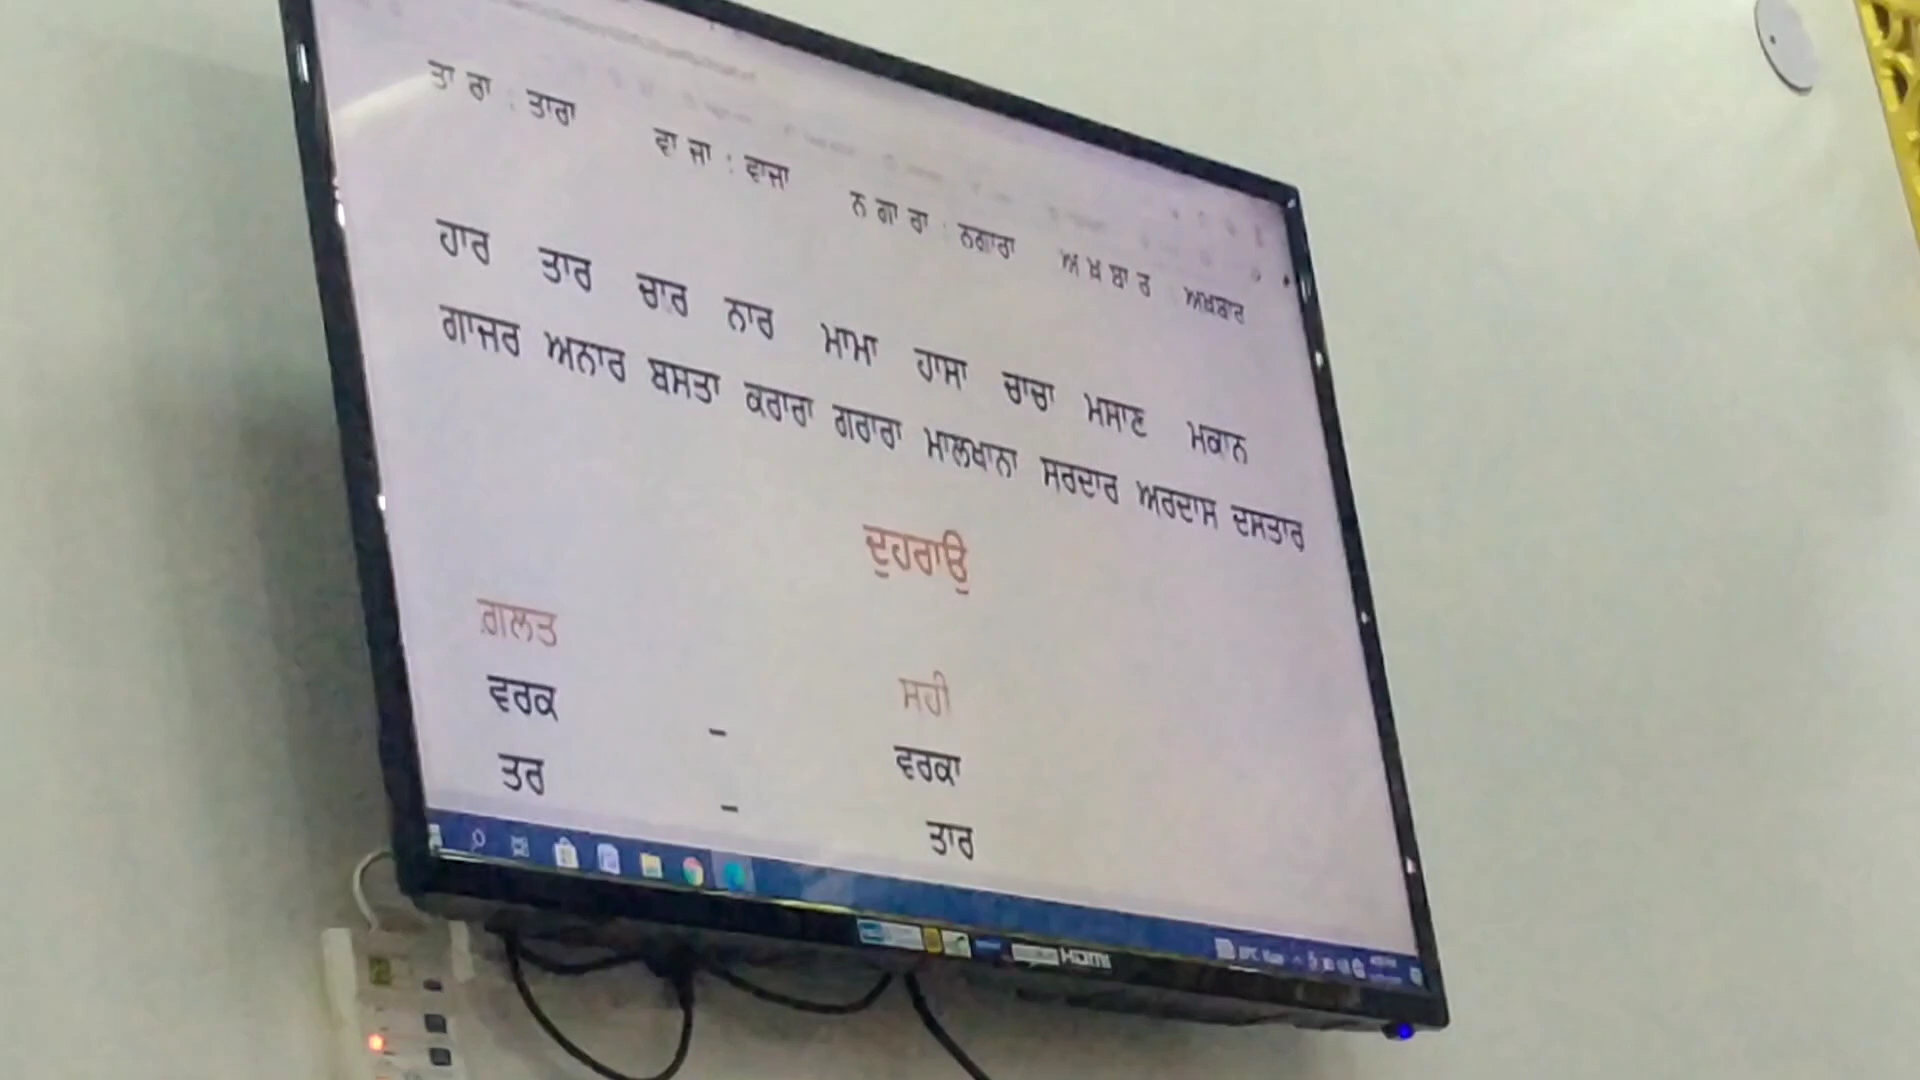 ਤਾ ਰਾ : ਤਾਰਾ ਵਾ ਜਾ : ਵਾਜਾ ਨ ਗਾ ਰਾ : ਨਗਾਰਾ ਅ ਖ਼ ਬਾ ਰ : ਅਖ਼ਬਾਰ
ਹਾਰ ਤਾਰ ਚਾਰ ਨਾਰ ਮਾਮਾ ਹਾਸਾ ਚਾਚਾ ਮਸਾਣ ਮਕਾਨ
ਗਾਜਰ ਅਨਾਰ ਬਸਤਾ ਕਰਾਰਾ ਗਰਾਰਾ ਮਾਲਖਾਨਾ ਸਰਦਾਰ ਅਰਦਾਸ ਦਸਤਾਰ
ਦੁਹਰਾਉ
ਗ਼ਲਤ ਸਹੀ
ਵਰਕ – ਵਰਕਾ
ਤਰ – ਤਾਰ
HDMI